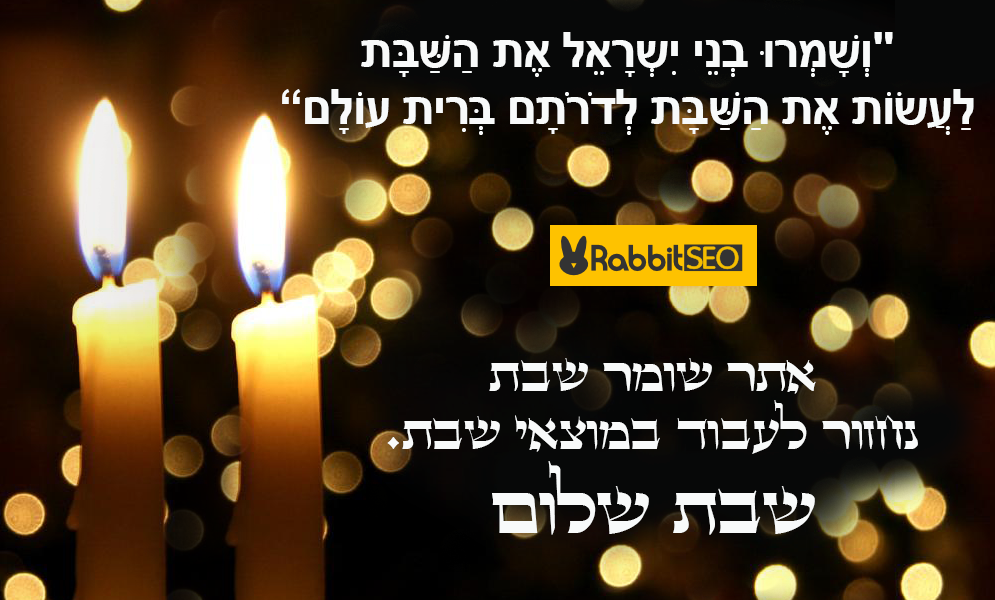 "וְשָׁמְרוּ בְנֵי יִשְׂרָאֵל אֶת הַשַּׁבָּת
לַעֲשׂוֹת אֶת הַשַּׁבָּת לְדֹרֹתָם בְּרִית עוֹלָם“
RabbitSEO
אתר שומר שבת
נחזור לעבוד במוצאי שבת.
שבת שלום